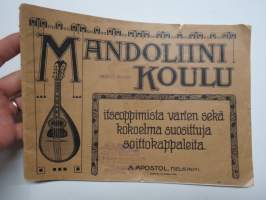 MANDOLIINI
KOULU
itseoppimista varten sekä
kokoelma suosittuja
soittokappaleita.
A. APOSTOL, HELSINKI.